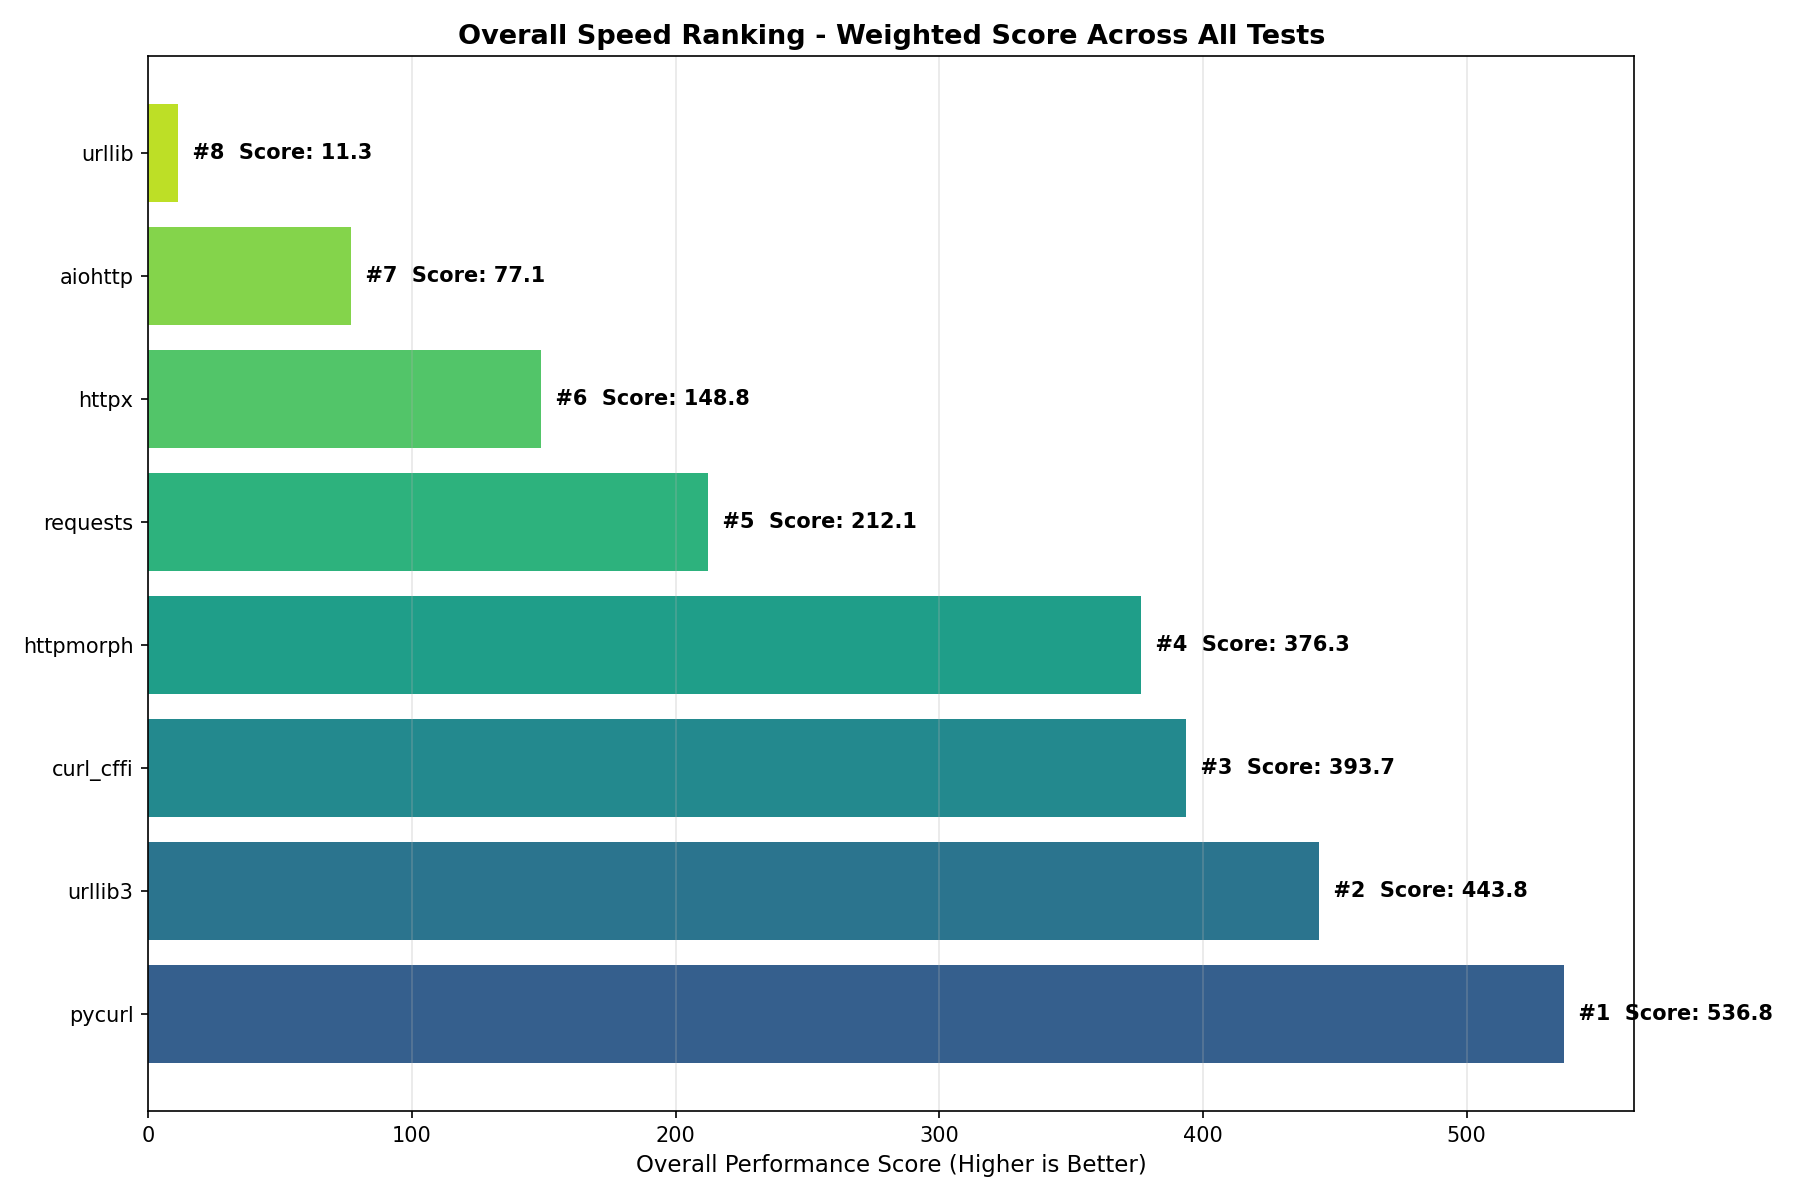 Overall Speed Ranking - Weighted Score Across All Tests
urllib
#8  Score: 11.3
aiohttp
#7  Score: 77.1
httpx
#6  Score: 148.8
requests
#5  Score: 212.1
httpmorph
#4  Score: 376.3
curl_cffi
#3  Score: 393.7
urllib3
#2  Score: 443.8
pycurl
#1  Score: 536.8
0 100 200 300 400 500
Overall Performance Score (Higher is Better)